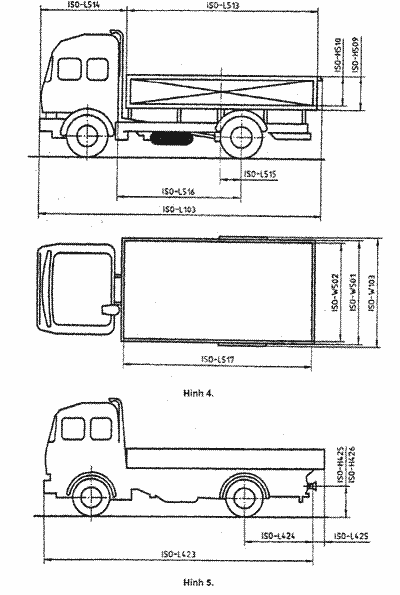 ISO-L514
ISO-L513
ISO-H510
ISO-H509
ISO-L515
ISO-L516
ISO-L103
ISO-W502
ISO-W501
ISO-W103
ISO-L517
Hình 4.
ISO-H425
ISO-H426
ISO-L424
ISO-L425
ISO-L423
Hình 5.